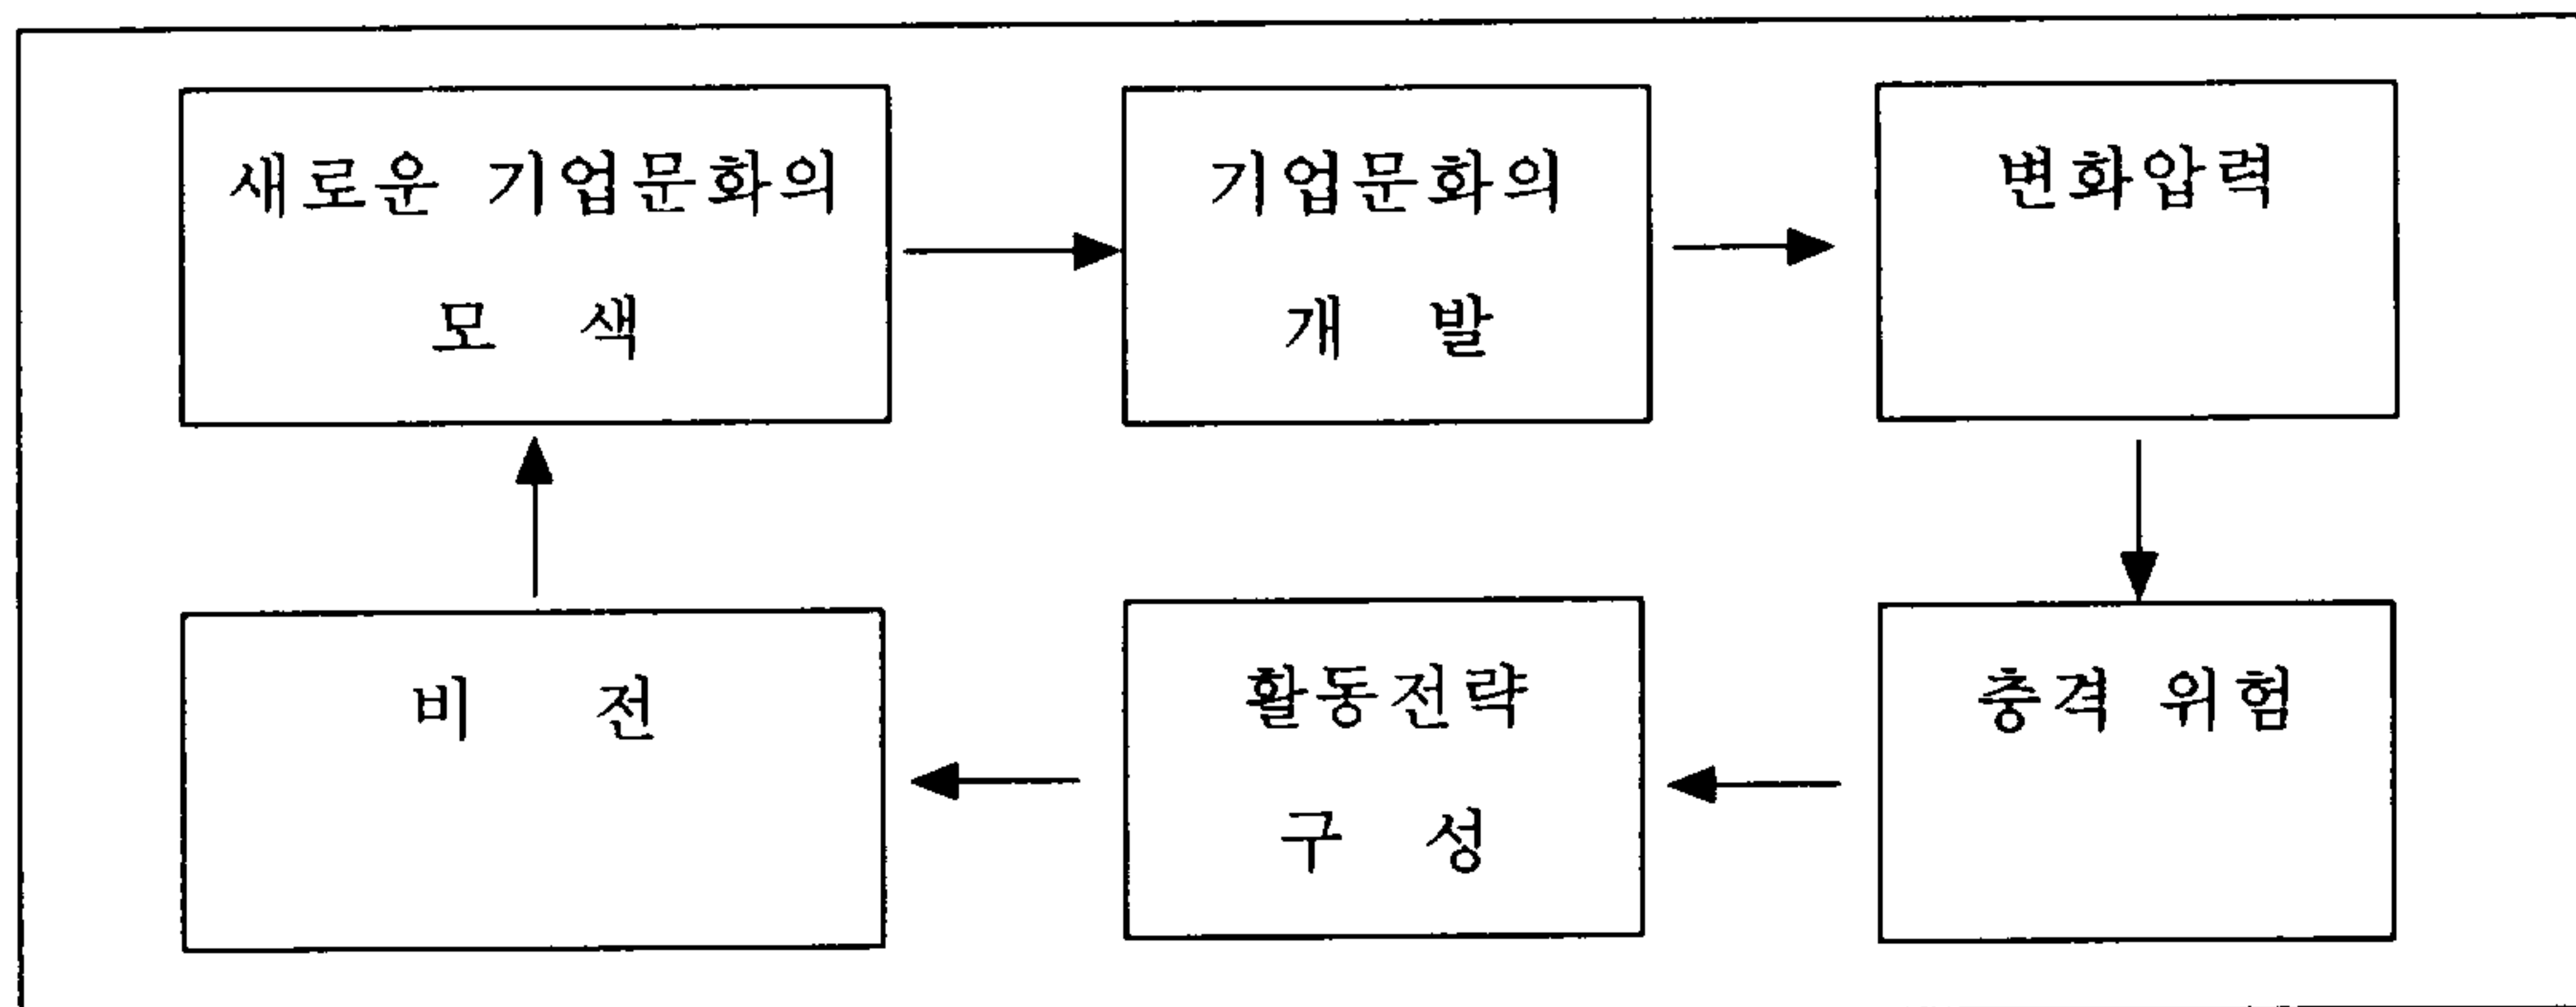 새로운 기업문화의
모 색
기업문화의
개 발
변화압력
비 전
활동전략
구 성
충격 위험